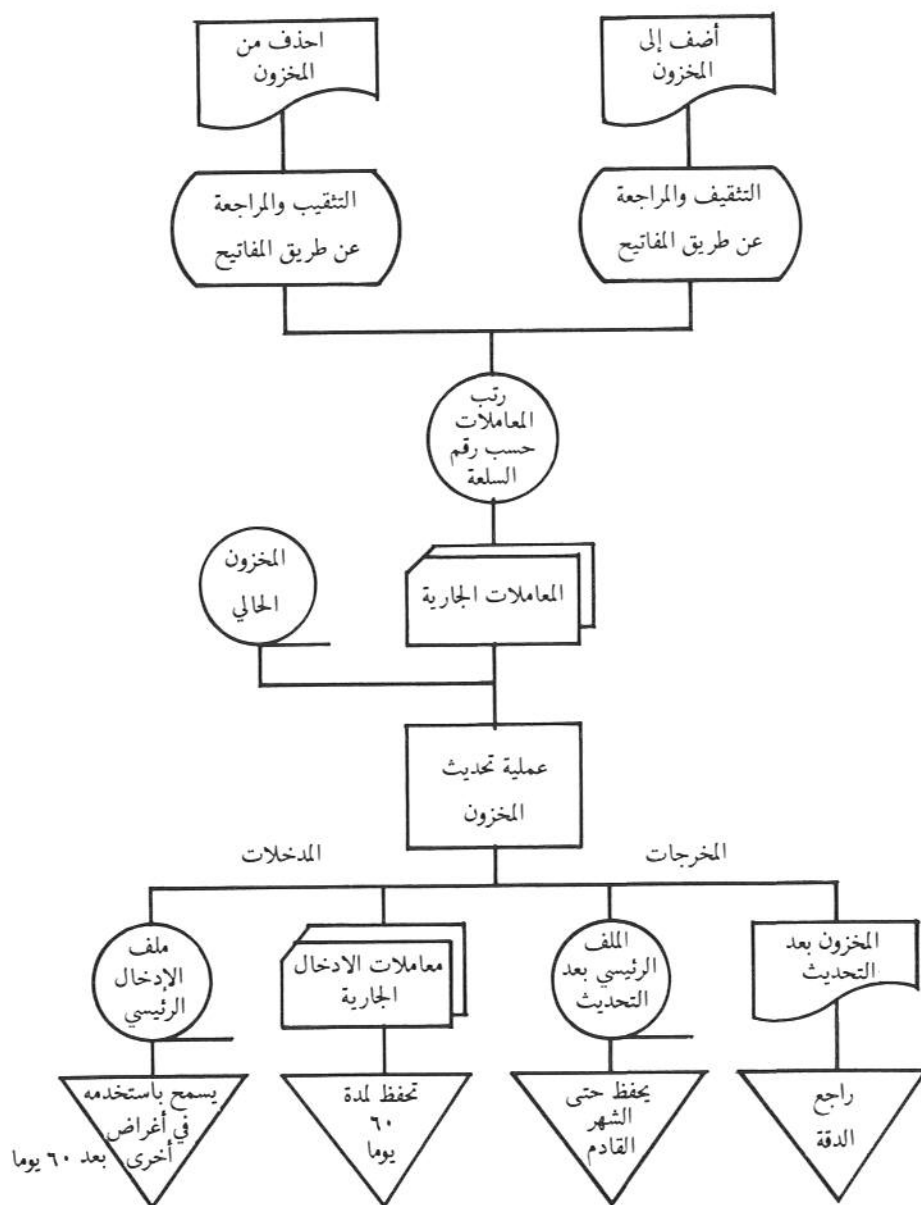 أضف إلى
المخزون
احذف من
المخزون
التثقيف والمراجعة
عن طريق المفاتيح
التثقيب والمراجعة
عن طريق المفاتيح
رتب
المعاملات
حسب رقم
السلعة
المخزون
الحالي
المعاملات الجارية
عملية تحديث
المخزون
المخرجات
المدخلات
المخزون بعد
التحديث
الملف
الرئيسي بعد
التحديث
معاملات الادخال
الجارية
ملف
الإدخال
الرئيسي
راجع
الدقة
يحفظ حتى
الشهر
القادم
تحفظ لمدة
٦٠
يوما
يسمح باستخدمه
في أغراض
أخرى بعد ٦٠ يوما